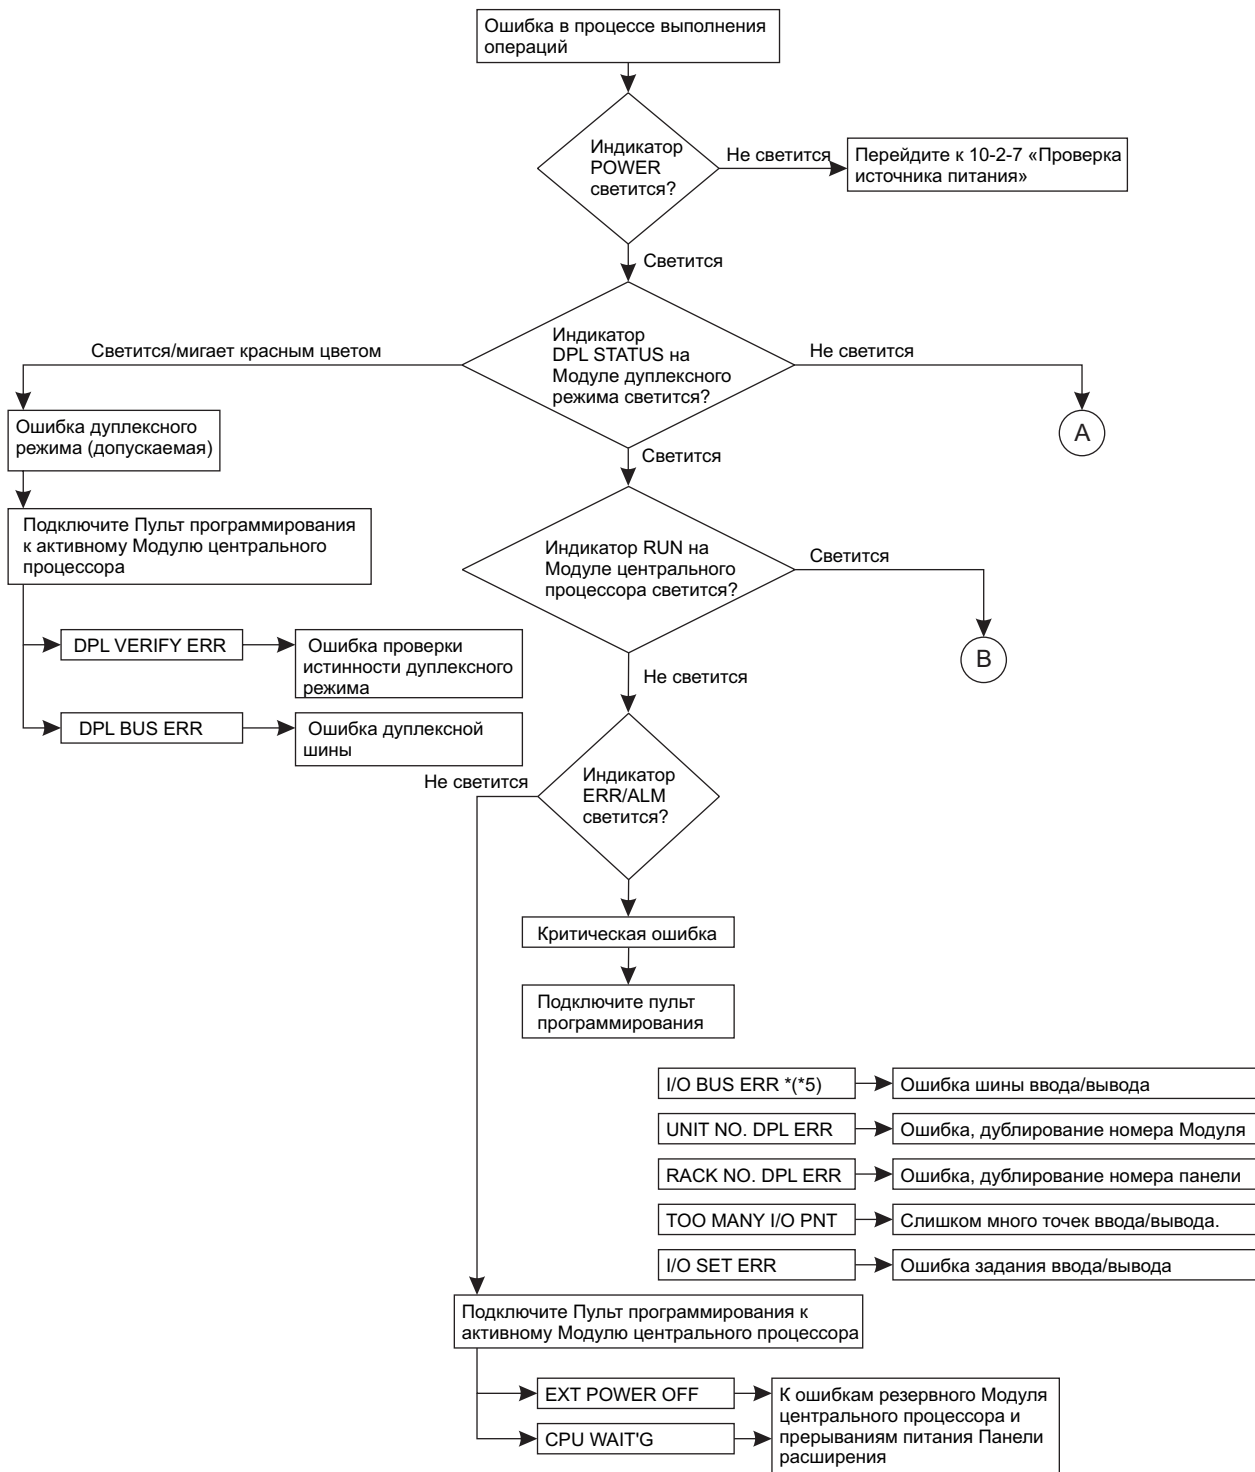 Ошибка в процессе выполнения
операций
Индикатор
POWER
светится?
Не светится
Перейдите к 10-2-7 «Проверка
источника питания»
Светится
Индикатор
DPL STATUS на
Модуле дуплексного
режима светится?
Светится/мигает красным цветом
Не светится
A
Ошибка дуплексного
режима (допускаемая)
Светится
Подключите Пульт программирования
к активному Модулю центрального
процессора
Индикатор RUN на
Модуле центрального
процессора светится?
Светится
B
DPL VERIFY ERR
Ошибка проверки
истинности дуплексного
режима
Не светится
DPL BUS ERR
Ошибка дуплексной
шины
Не светится
Индикатор
ERR/ALM
светится?
Критическая ошибка
Подключите пульт
программирования
I/O BUS ERR *(*5)
Ошибка шины ввода/вывода
UNIT NO. DPL ERR
Ошибка, дублирование номера Модуля
RACK NO. DPL ERR
Ошибка, дублирование номера панели
TOO MANY I/O PNT
Слишком много точек ввода/вывода.
I/O SET ERR
Ошибка задания ввода/вывода
Подключите Пульт программирования к
активному Модулю центрального процессора
EXT POWER OFF
CPU WAIT'G
К ошибкам резервного Модуля
центрального процессора и
прерываниям питания Панели
расширения